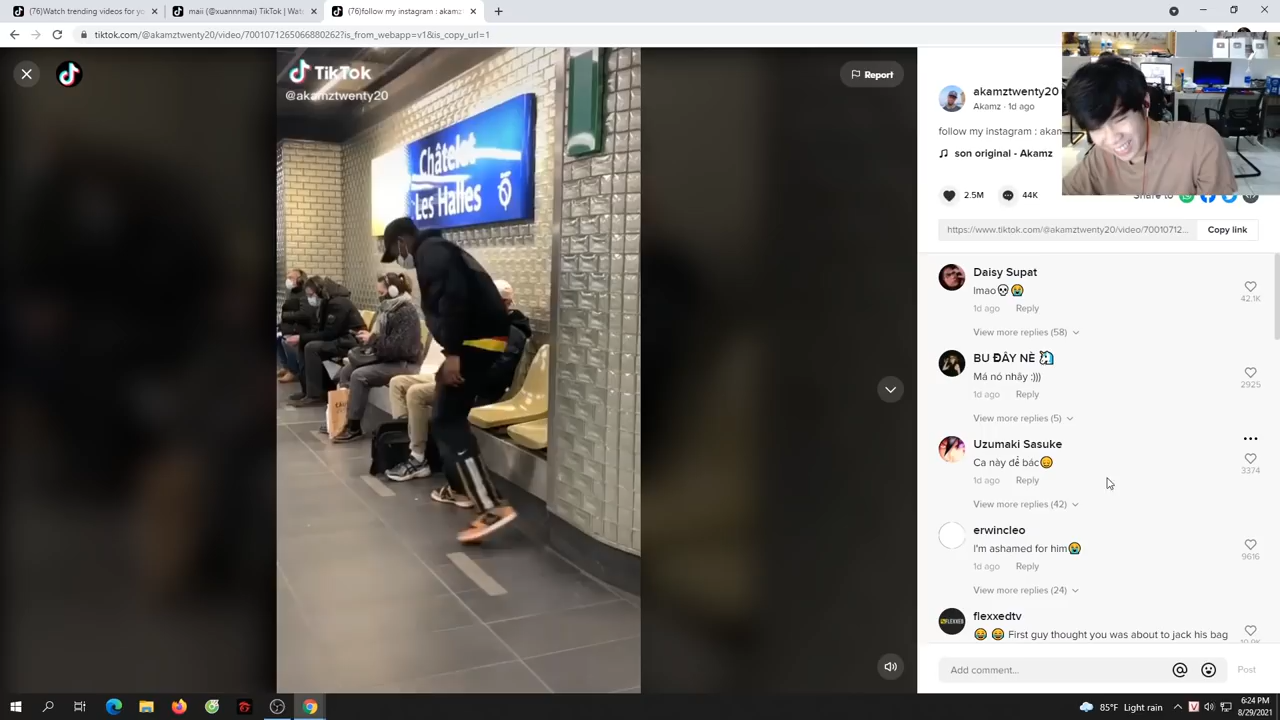 (76)Watch trending videos for yo
maii (@xuannnmai) TikTok | Wat
(76)follow my instagram : akamz
tiktok.com/@akamztwenty20/video/7001071265066880262?is_from_webapp=v1&is_copy_url=1
TikTok
@akamztwenty20
Report
Châtelet
Les Halles
akamztwenty20
Akamz · 1d ago
follow my instagram : akam
son original - Akamz
2.5M
44K
Share to
https://www.tiktok.com/@akamztwenty20/video/70010712...
Copy link
Daisy Supat
lmao💀😭
1d ago Reply
42.1K
View more replies (58)
BU ĐÂY NÈ
Má nó nhãy :)))
1d ago Reply
2925
View more replies (5)
Uzumaki Sasuke
Ca này để bác😑
1d ago Reply
3374
View more replies (42)
erwincleo
I'm ashamed for him😭
1d ago Reply
9616
View more replies (24)
flexxedtv
😂 😂 First guy thought you was about to jack his bag
10.9K
Add comment...
Post
85°F Light rain
6:24 PM
8/29/2021